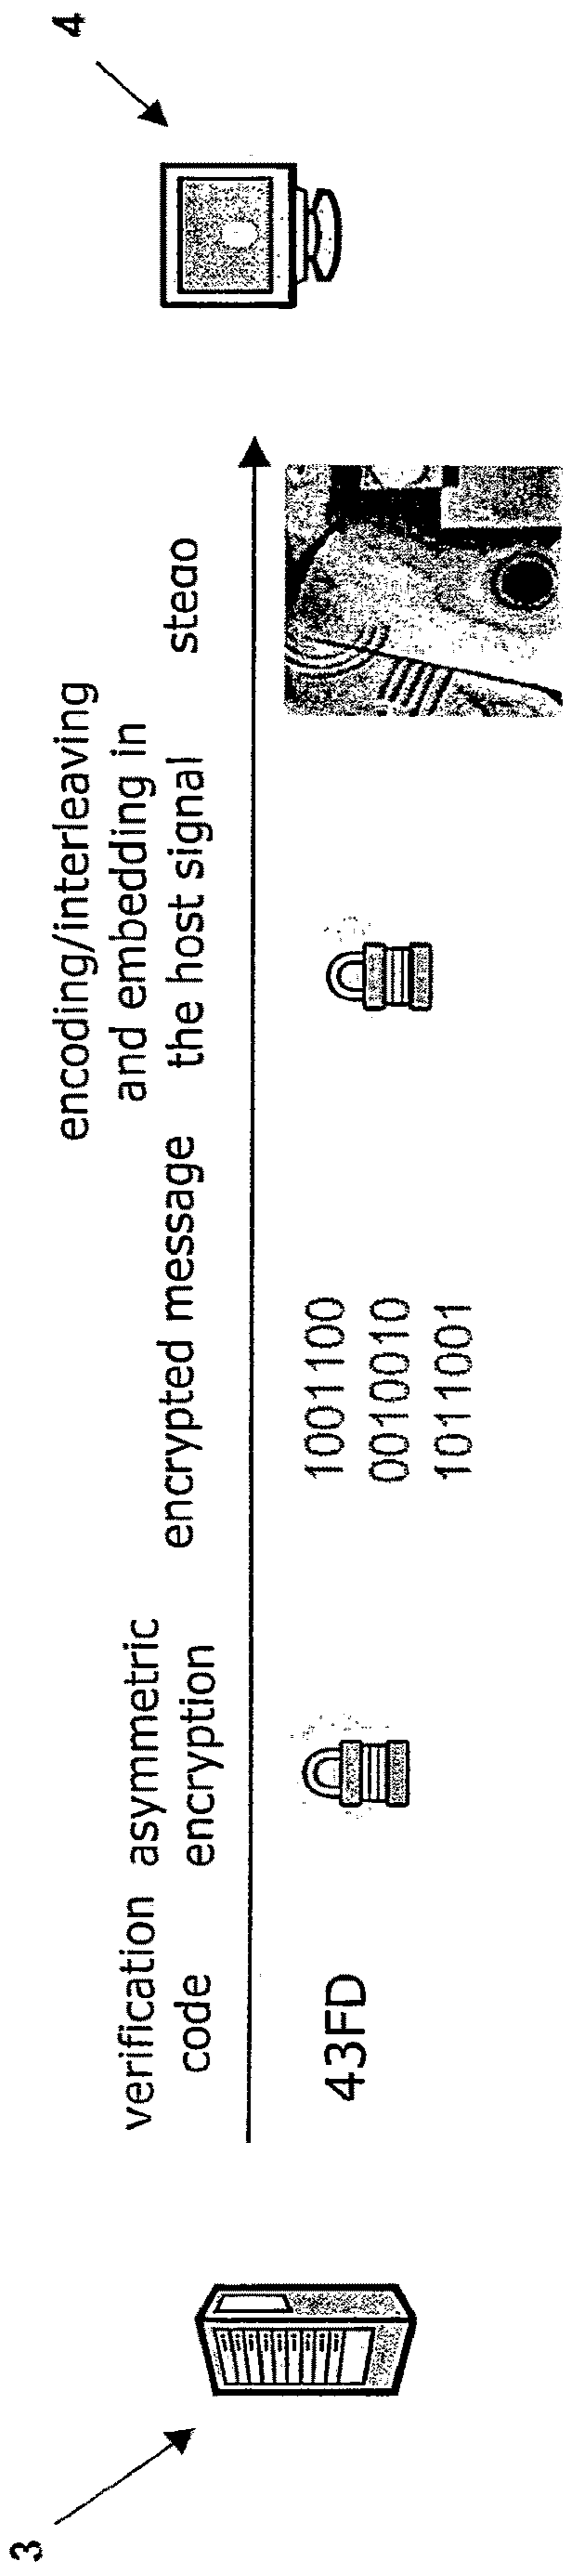 3
verification
code
43FD
asymmetric
encryption
encrypted message
1001100
0010010
1011001
encoding/interleaving
and embedding in
the host signal
stego
4